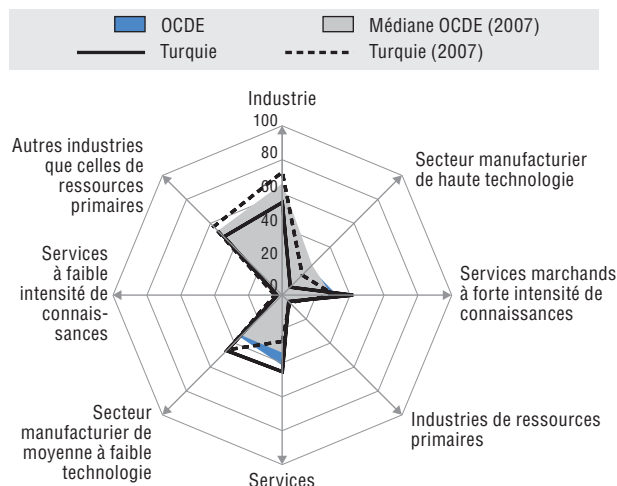 OCDE
Médiane OCDE (2007)
Turquie
Turquie (2007)
Industrie
100
80
60
40
20
0
Secteur manufacturier
de haute technologie
Services marchands
à forte intensité de
connaissances
Industries de ressources
primaires
Services
Secteur
manufacturier de
moyenne à faible
technologie
Services
à faible
intensité de
connais-
sances
Autres industries
que celles de
ressources
primaires